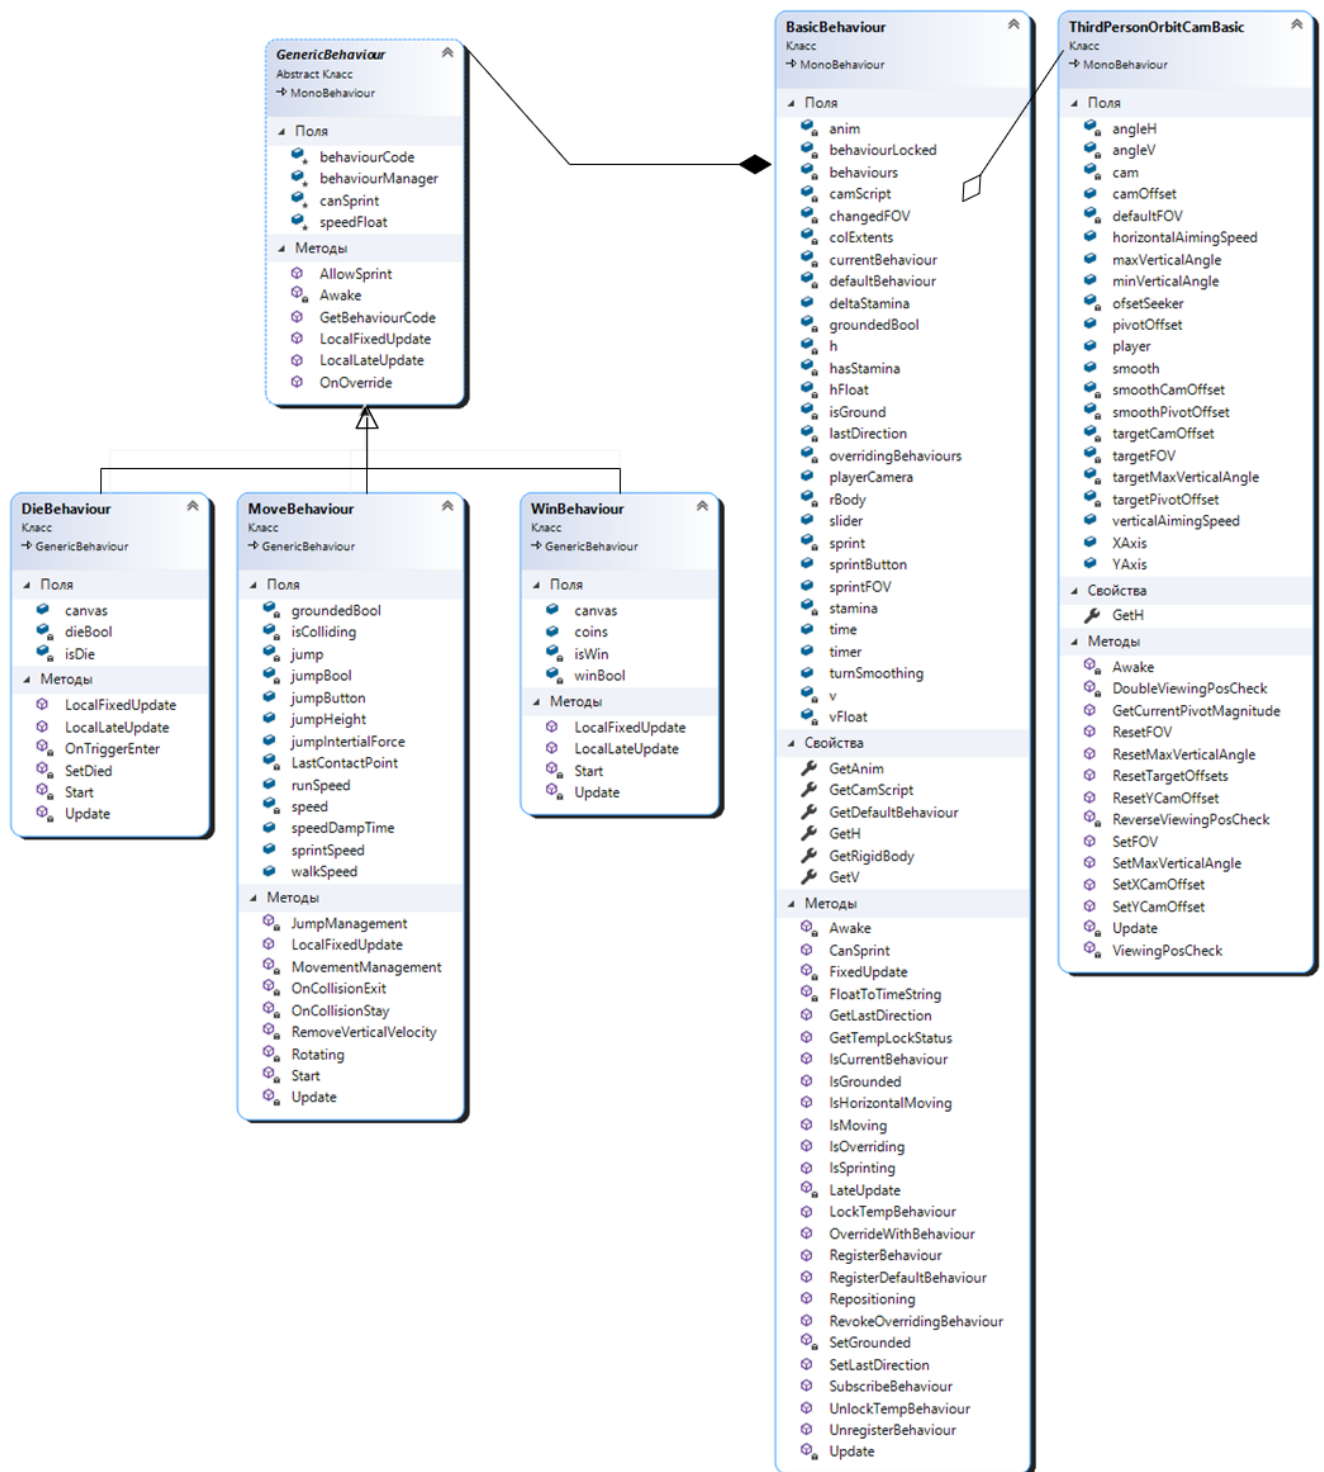 GenericBehaviour
Abstract Класс
MonoBehaviour
Поля
behaviourCode
behaviourManager
canSprint
speedFloat
Методы
AllowSprint
Awake
GetBehaviourCode
LocalFixedUpdate
LocalLateUpdate
OnOverride
DieBehaviour
Класс
GenericBehaviour
Поля
canvas
dieBool
isDie
Методы
LocalFixedUpdate
LocalLateUpdate
OnTriggerEnter
SetDied
Start
Update
MoveBehaviour
Класс
GenericBehaviour
Поля
groundedBool
isColliding
jump
jumpBool
jumpButton
jumpHeight
jumpIntertialForce
LastContactPoint
runSpeed
speed
speedDampTime
sprintSpeed
walkSpeed
Методы
JumpManagement
LocalFixedUpdate
MovementManagement
OnCollisionExit
OnCollisionStay
RemoveVerticalVelocity
Rotating
Start
Update
WinBehaviour
Класс
GenericBehaviour
Поля
canvas
coins
isWin
winBool
Методы
LocalFixedUpdate
LocalLateUpdate
Start
Update
BasicBehaviour
Класс
MonoBehaviour
Поля
anim
behaviourLocked
behaviours
camScript
changedFOV
colExtents
currentBehaviour
defaultBehaviour
deltaStamina
groundedBool
h
hasStamina
hFloat
isGround
lastDirection
overridingBehaviours
playerCamera
rBody
slider
sprint
sprintButton
sprintFOV
stamina
time
timer
turnSmoothing
v
vFloat
Свойства
GetAnim
GetCamScript
GetDefaultBehaviour
GetH
GetRigidBody
GetV
Методы
Awake
CanSprint
FixedUpdate
FloatToTimeString
GetLastDirection
GetTempLockStatus
IsCurrentBehaviour
IsGrounded
IsHorizontalMoving
IsMoving
IsOverriding
IsSprinting
LateUpdate
LockTempBehaviour
OverrideWithBehaviour
RegisterBehaviour
RegisterDefaultBehaviour
Repositioning
RevokeOverridingBehaviour
SetGrounded
SetLastDirection
SubscribeBehaviour
UnlockTempBehaviour
UnregisterBehaviour
Update
ThirdPersonOrbitCamBasic
Класс
MonoBehaviour
Поля
angleH
angleV
cam
camOffset
defaultFOV
horizontalAimingSpeed
maxVerticalAngle
minVerticalAngle
ofsetSeeker
pivotOffset
player
smooth
smoothCamOffset
smoothPivotOffset
targetCamOffset
targetFOV
targetMaxVerticalAngle
targetPivotOffset
verticalAimingSpeed
XAxis
YAxis
Свойства
GetH
Методы
Awake
DoubleViewingPosCheck
GetCurrentPivotMagnitude
ResetFOV
ResetMaxVerticalAngle
ResetTargetOffsets
ResetYCamOffset
ReverseViewingPosCheck
SetFOV
SetMaxVerticalAngle
SetXCamOffset
SetYCamOffset
Update
ViewingPosCheck